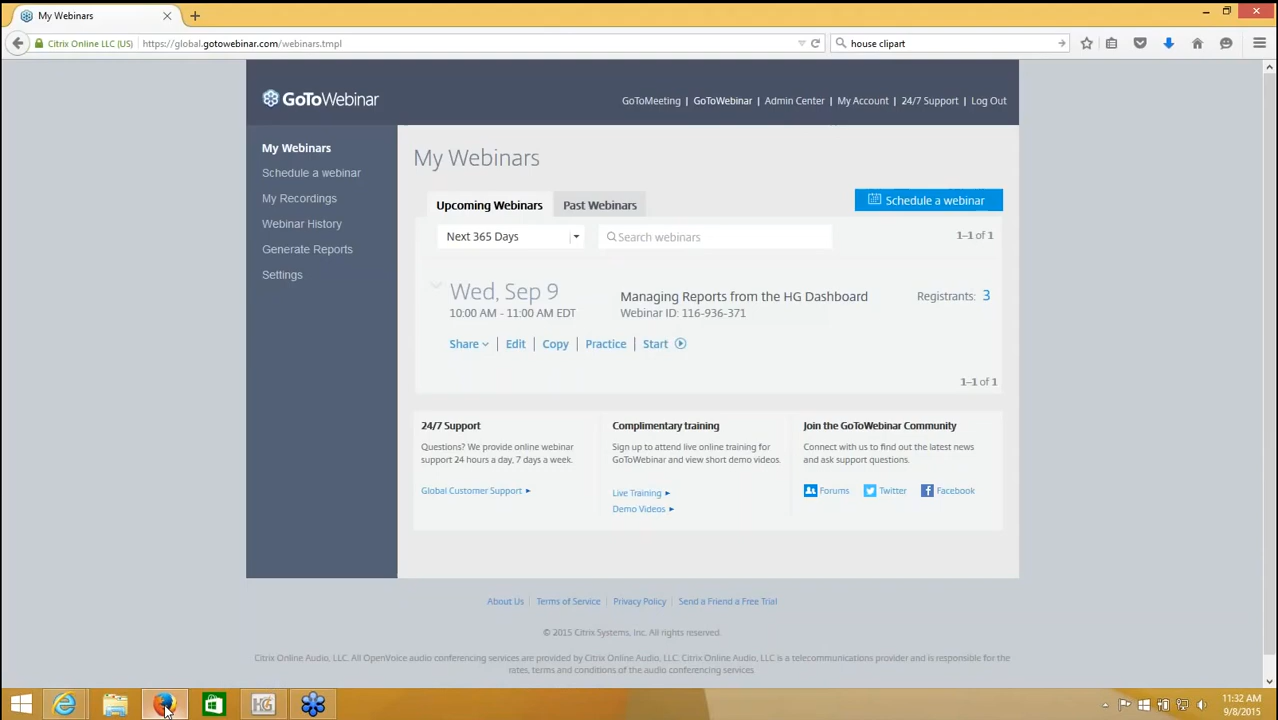 My Webinars
Citrix Online LLC (US)
https://global.gotowebinar.com/webinars.tmpl
house clipart
GoToWebinar
GoToMeeting | GoToWebinar | Admin Center | My Account | 24/7 Support | Log Out
My Webinars
Schedule a webinar
My Recordings
Webinar History
Generate Reports
Settings
My Webinars
Upcoming Webinars
Past Webinars
Schedule a webinar
Next 365 Days
Search webinars
1–1 of 1
Wed, Sep 9
10:00 AM - 11:00 AM EDT
Managing Reports from the HG Dashboard
Webinar ID: 116-936-371
Registrants: 3
Share | Edit | Copy | Practice | Start
1–1 of 1
24/7 Support
Questions? We provide online webinar
support 24 hours a day, 7 days a week.
Global Customer Support
Complimentary training
Sign up to attend live online training for
GoToWebinar and view short demo videos.
Live Training
Demo Videos
Join the GoToWebinar Community
Connect with us to find out the latest news
and ask support questions.
Forums
Twitter
Facebook
About Us | Terms of Service | Privacy Policy | Send a Friend a Free Trial
© 2015 Citrix Systems, Inc. All rights reserved.
Citrix Online Audio, LLC. All OpenVoice audio conferencing services are provided by Citrix Online Audio, LLC. Citrix Online Audio, LLC is a telecommunications provider and is responsible for the
rates, terms and conditions of the audio conferencing services
HG
11:32 AM
9/8/2015